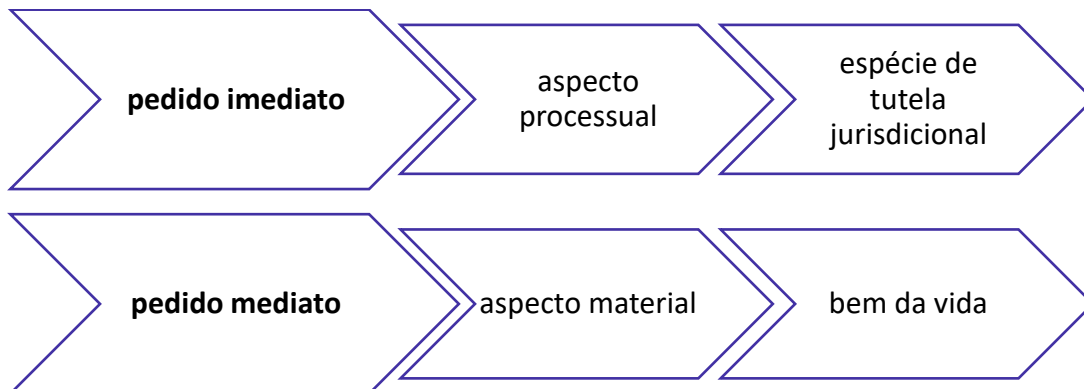 pedido imediato
aspecto
processual
espécie de
tutela
jurisdicional
pedido mediato
aspecto material
bem da vida